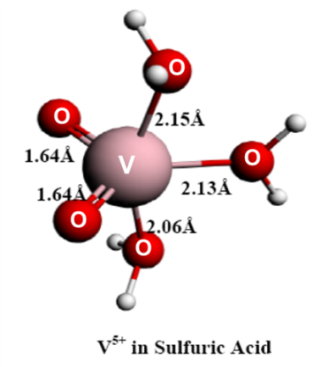 O
2.15Å
O
1.64Å
V
O
2.13Å
1.64Å
O
2.06Å
O
V⁵⁺ in Sulfuric Acid